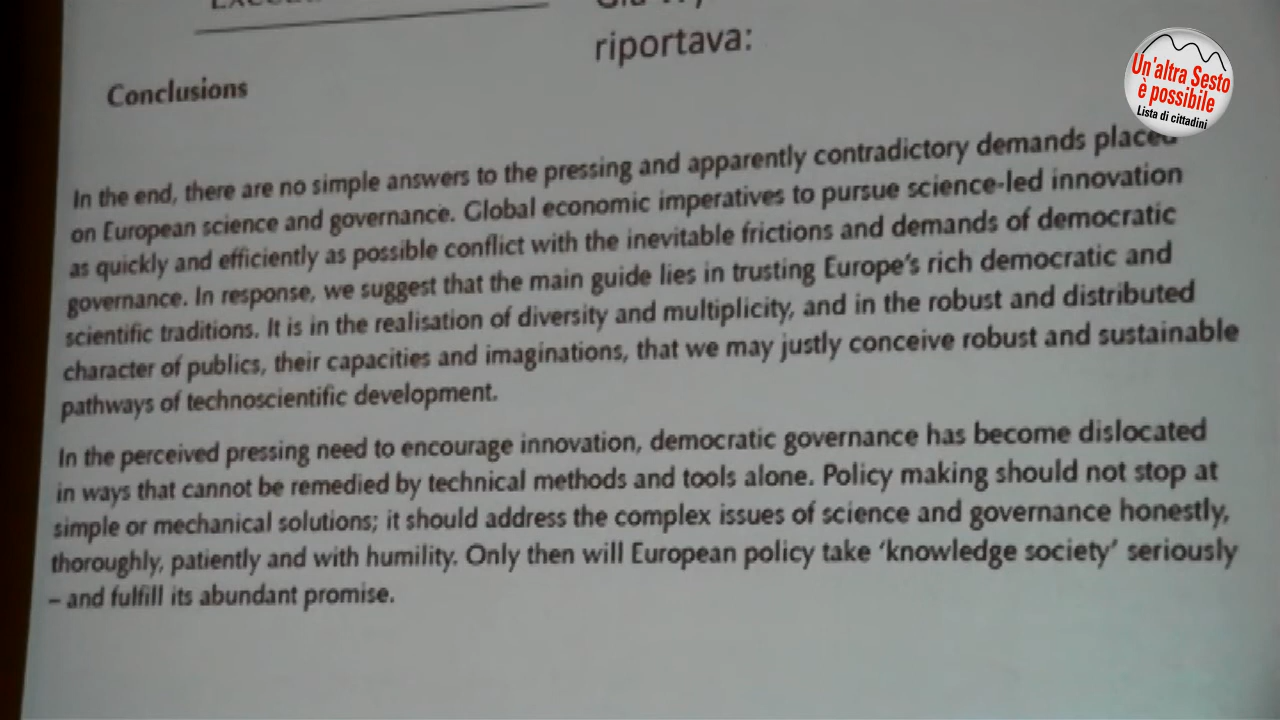 riportava:
Un'altra Sesto
è possibile
Lista di cittadini
Conclusions
In the end, there are no simple answers to the pressing and apparently contradictory demands placed
on European science and governance. Global economic imperatives to pursue science-led innovation
as quickly and efficiently as possible conflict with the inevitable frictions and demands of democratic
governance. In response, we suggest that the main guide lies in trusting Europe's rich democratic and
scientific traditions. It is in the realisation of diversity and multiplicity, and in the robust and distributed
character of publics, their capacities and imaginations, that we may justly conceive robust and sustainable
pathways of technoscientific development.
In the perceived pressing need to encourage innovation, democratic governance has become dislocated
in ways that cannot be remedied by technical methods and tools alone. Policy making should not stop at
simple or mechanical solutions; it should address the complex issues of science and governance honestly,
thoroughly, patiently and with humility. Only then will European policy take ‘knowledge society’ seriously
– and fulfill its abundant promise.